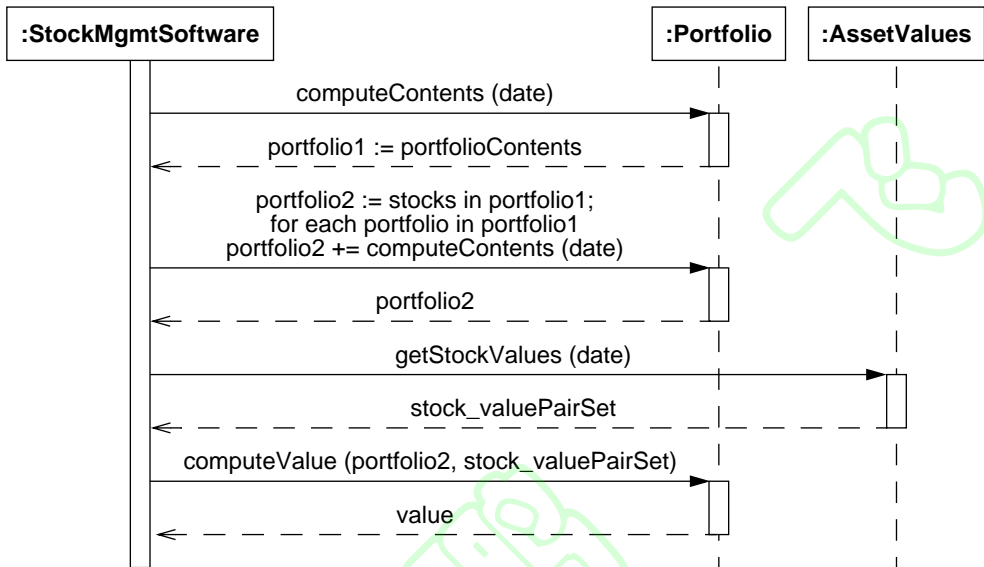 :StockMgmtSoftware
:Portfolio
:AssetValues
computeContents (date)
portfolio1 := portfolioContents
portfolio2 := stocks in portfolio1;
for each portfolio in portfolio1
portfolio2 += computeContents (date)
portfolio2
getStockValues (date)
stock_valuePairSet
computeValue (portfolio2, stock_valuePairSet)
value